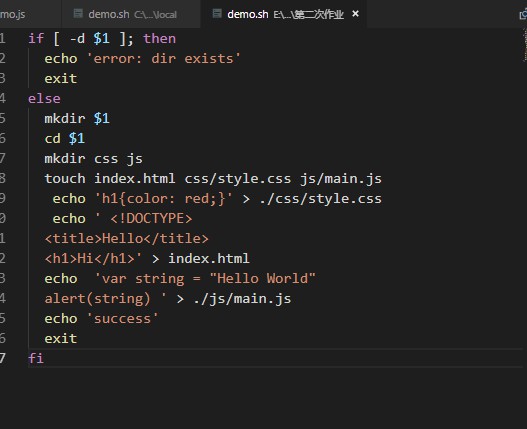 mo.js demo.sh C:\...\local demo.sh E:\...\第二次作业 ×
1 if [ -d $1 ]; then
2 echo 'error: dir exists'
3 exit
4 else
5 mkdir $1
6 cd $1
7 mkdir css js
8 touch index.html css/style.css js/main.js
9 echo 'h1{color: red;}' > ./css/style.css
0 echo ' <!DOCTYPE>
1 <title>Hello</title>
2 <h1>Hi</h1>' > index.html
3 echo  'var string = "Hello World"
4 alert(string) ' > ./js/main.js
5 echo 'success'
6 exit
7 fi